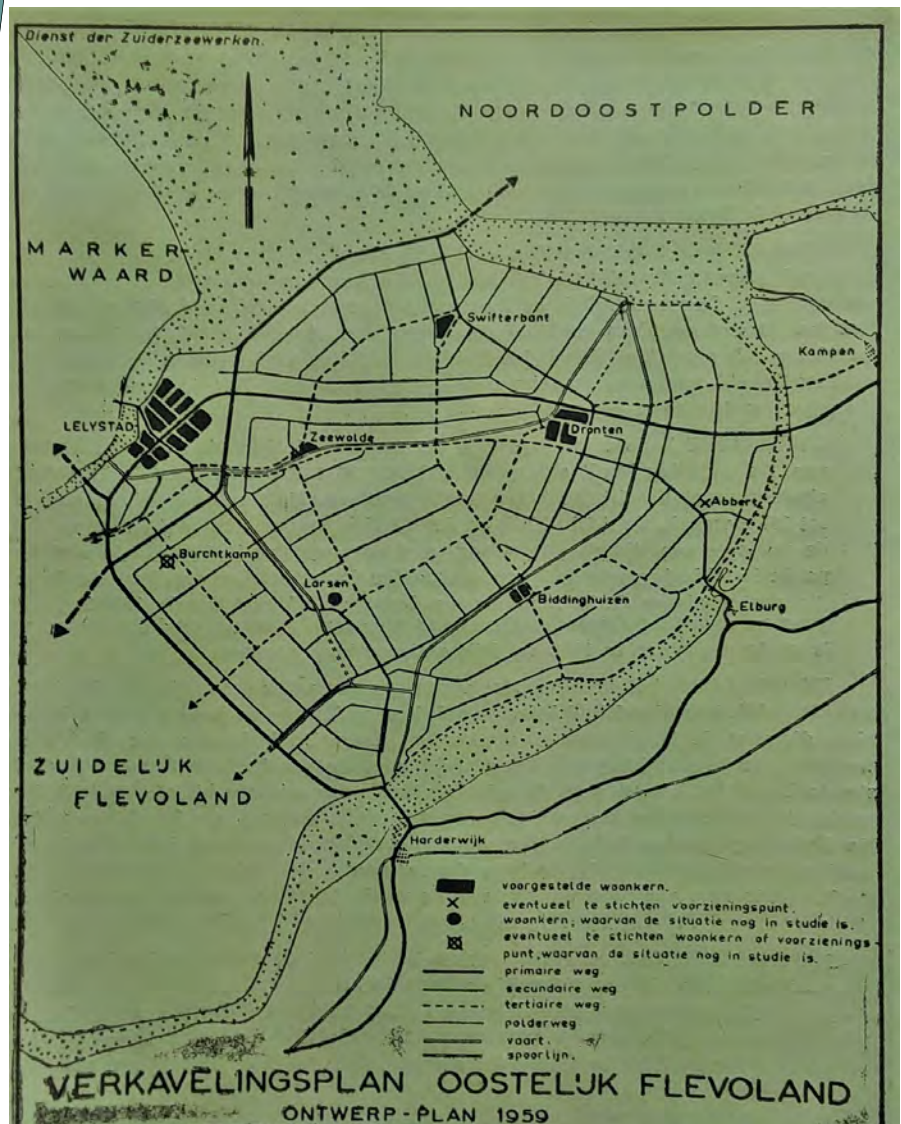 Dienst der Zuiderzeewerken.
NOORDOOSTPOLDER
MARKER-
WAARD
Swifterbant
Kampen
LELYSTAD
Zeewolde
Dronten
Abbert
Burchtkamp
Larsen
Biddinghuizen
Elburg
ZUIDELIJK
FLEVOLAND
Harderwijk
voorgestelde woonkern.
eventueel te stichten voorzieningspunt.
woonkern, waarvan de situatie nog in studie is.
eventueel te stichten woonkern of voorzienings-
punt, waarvan de situatie nog in studie is.
primaire weg
secundaire weg
tertiaire weg
polderweg
vaart.
spoorlijn.
VERKAVELINGSPLAN OOSTELIJK FLEVOLAND
ONTWERP-PLAN 1959